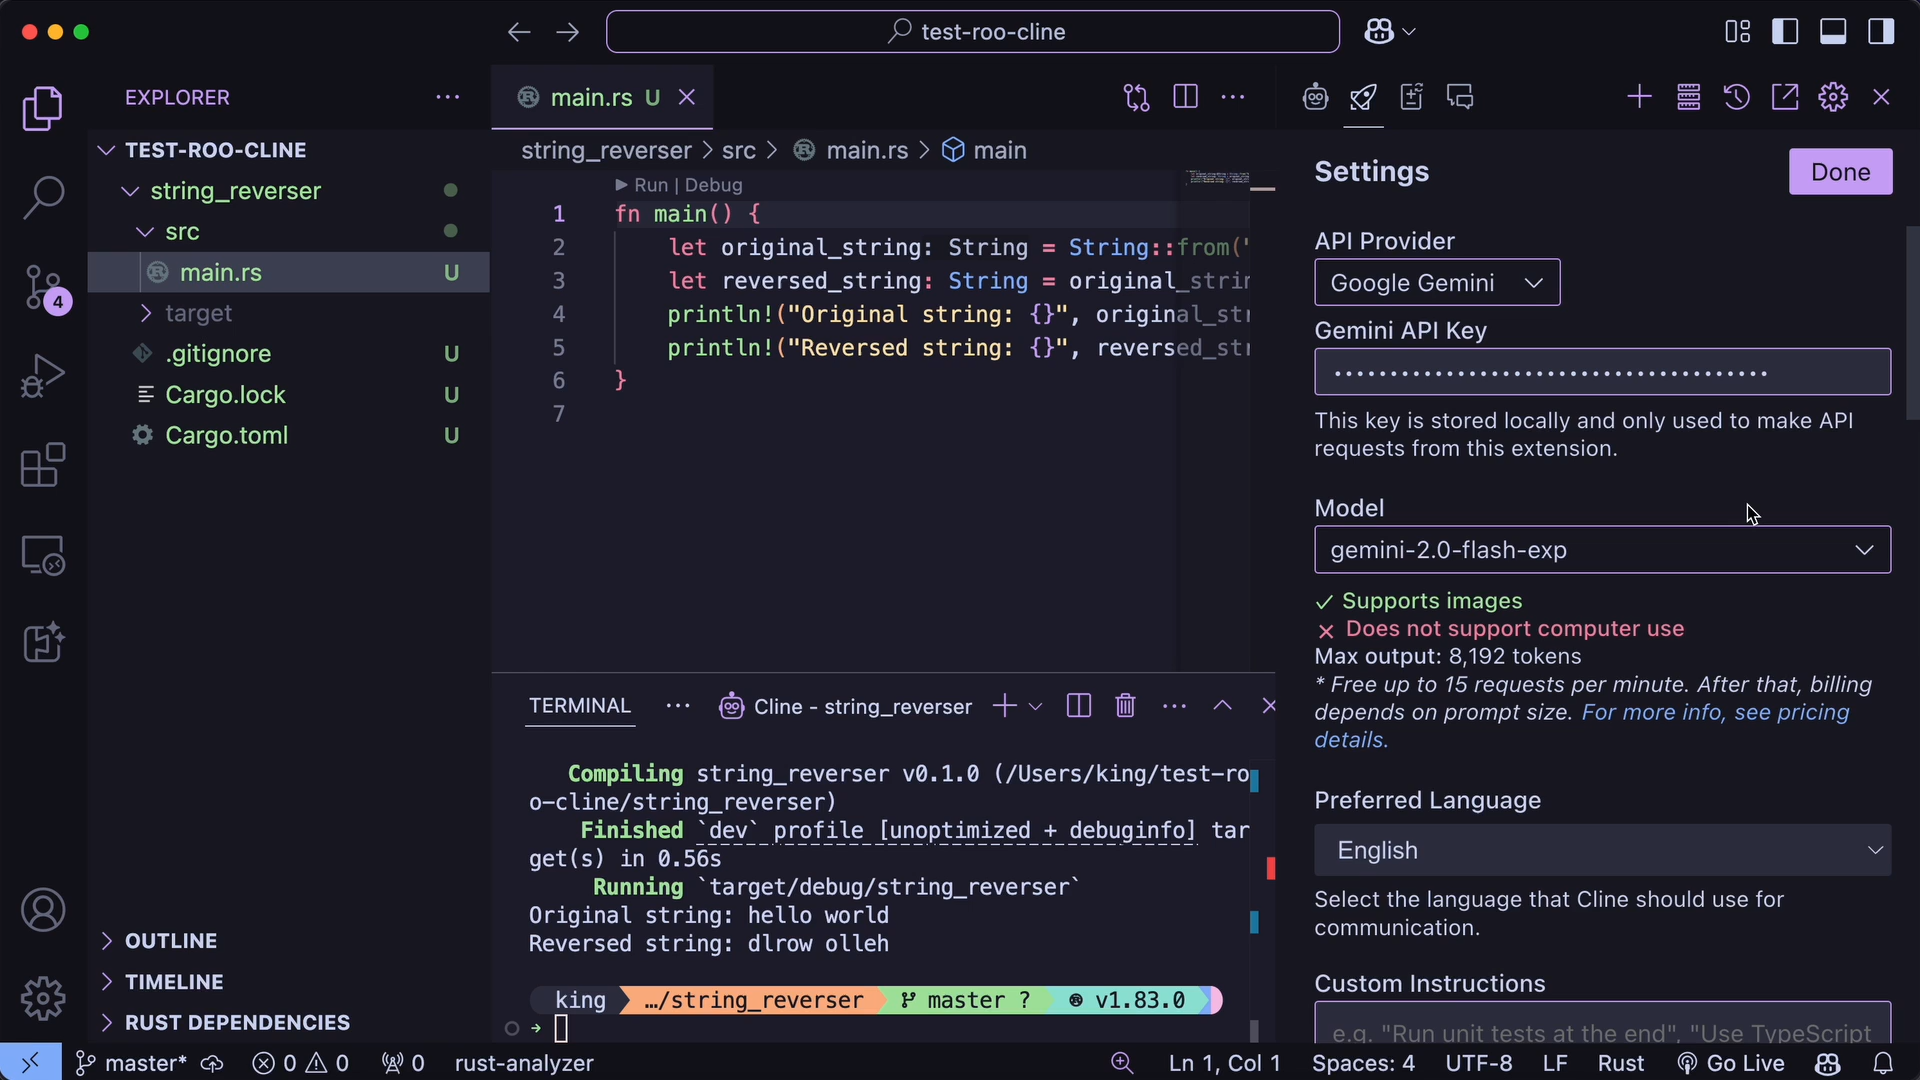 test-roo-cline
EXPLORER
TEST-ROO-CLINE
string_reverser
src
main.rs U
target
.gitignore U
Cargo.lock U
Cargo.toml U
OUTLINE
TIMELINE
RUST DEPENDENCIES
4
main.rs U
string_reverser > src > main.rs > main
Run | Debug
1 fn main() {
2 let original_string: String = String::from("
3 let reversed_string: String = original_strin
4 println!("Original string: {}", original_str
5 println!("Reversed string: {}", reversed_str
6 }
7
TERMINAL
Cline - string_reverser
Compiling string_reverser v0.1.0 (/Users/king/test-ro
o-cline/string_reverser)
Finished `dev` profile [unoptimized + debuginfo] tar
get(s) in 0.56s
Running `target/debug/string_reverser`
Original string: hello world
Reversed string: dlrow olleh
king …/string_reverser master ? v1.83.0
Settings
Done
API Provider
Google Gemini
Gemini API Key
This key is stored locally and only used to make API
requests from this extension.
Model
gemini-2.0-flash-exp
✓ Supports images
× Does not support computer use
Max output: 8,192 tokens
* Free up to 15 requests per minute. After that, billing
depends on prompt size. For more info, see pricing
details.
Preferred Language
English
Select the language that Cline should use for
communication.
Custom Instructions
e.g. "Run unit tests at the end", "Use TypeScript
master* 0 0 0 rust-analyzer Ln 1, Col 1 Spaces: 4 UTF-8 LF Rust Go Live